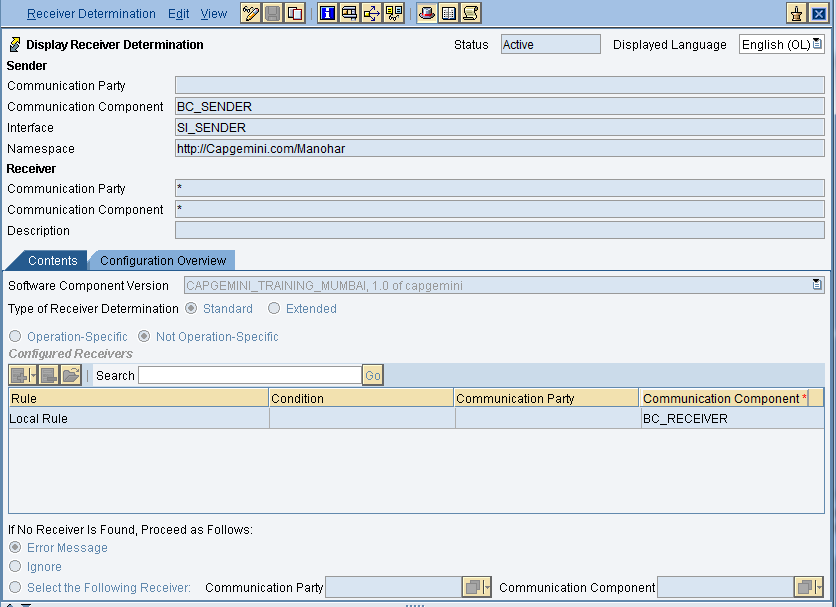 Receiver Determination Edit View
Display Receiver Determination Status Active Displayed Language English (OL)
Sender
Communication Party
Communication Component BC_SENDER
Interface SI_SENDER
Namespace http://Capgemini.com/Manohar
Receiver
Communication Party *
Communication Component *
Description
Contents Configuration Overview
Software Component Version CAPGEMINI_TRAINING_MUMBAI, 1.0 of capgemini
Type of Receiver Determination Standard Extended
Operation-Specific Not Operation-Specific
Configured Receivers
Search Go
Rule Condition Communication Party Communication Component *
Local Rule BC_RECEIVER
If No Receiver Is Found, Proceed as Follows:
Error Message
Ignore
Select the Following Receiver: Communication Party Communication Component